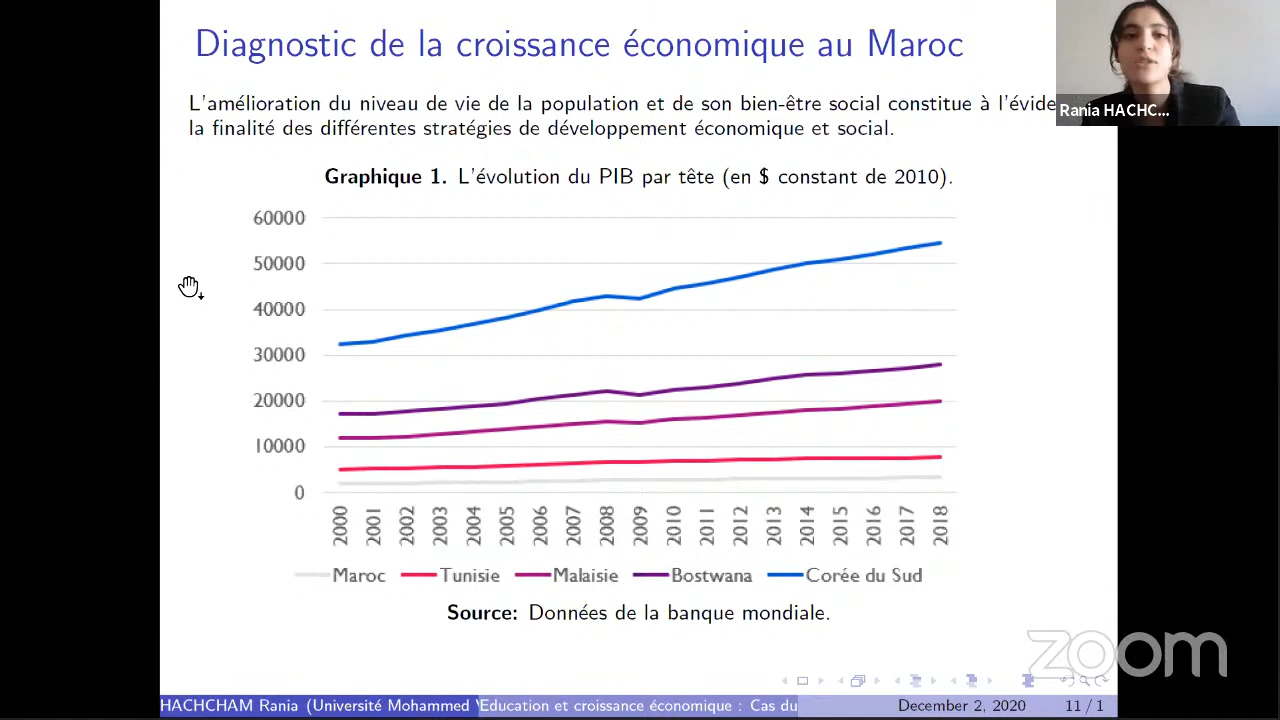 Diagnostic de la croissance économique au Maroc
L'amélioration du niveau de vie de la population et de son bien-être social constitue à l'évide
la finalité des différentes stratégies de développement économique et social.
Rania HACHC...
Graphique 1. L'évolution du PIB par tête (en $ constant de 2010).
60000
50000
40000
30000
20000
10000
0
2000 2001 2002 2003 2004 2005 2006 2007 2008 2009 2010 2011 2012 2013 2014 2015 2016 2017 2018
Maroc Tunisie Malaisie Bostwana Corée du Sud
Source: Données de la banque mondiale.
zoom
HACHCHAM Rania (Université Mohammed V Education et croissance économique : Cas du December 2, 2020 11 / 1